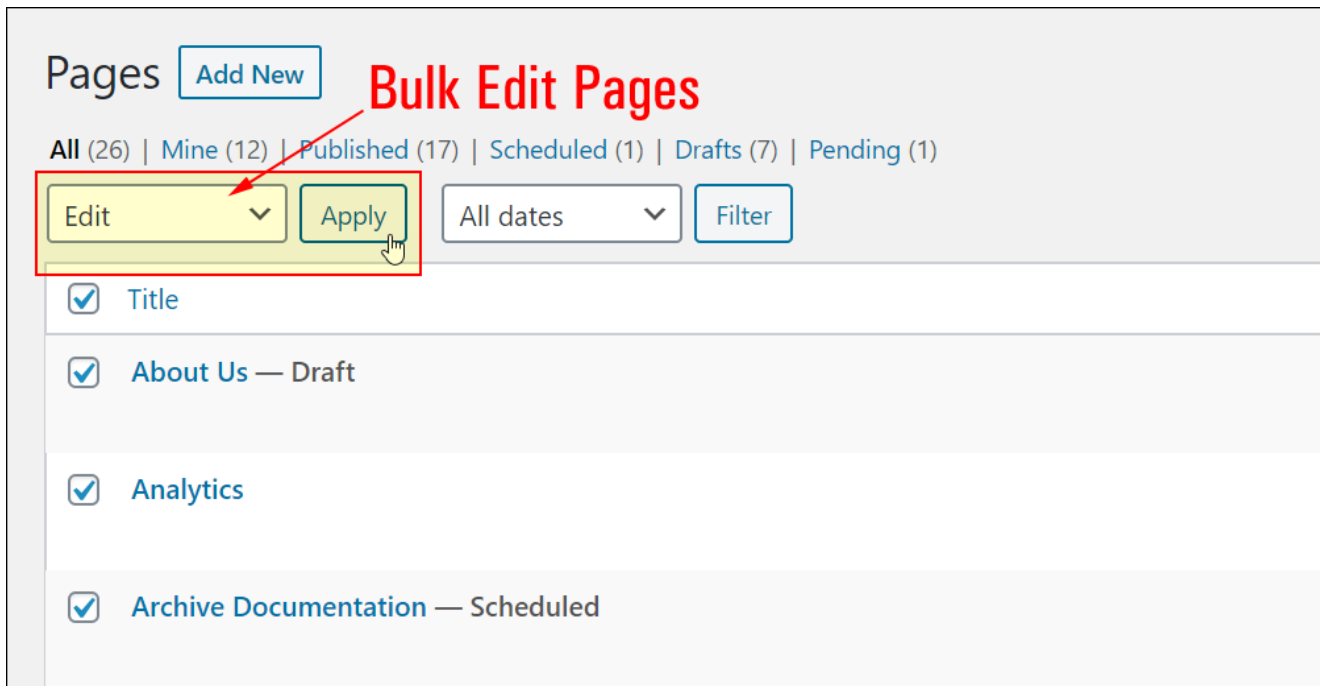 Pages Add New
Bulk Edit Pages
All (26) | Mine (12) | Published (17) | Scheduled (1) | Drafts (7) | Pending (1)
Edit Apply All dates Filter
Title
About Us — Draft
Analytics
Archive Documentation — Scheduled